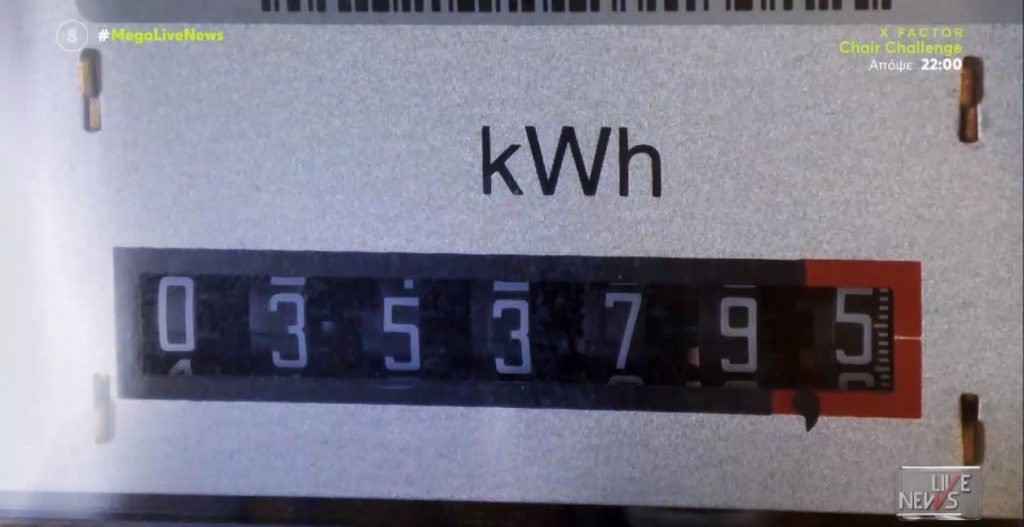 8 #MegaLiveNews
X FACTOR
Chair Challenge
Απόψε 22:00
kWh
0 3 5 3 7 9 5
LIVE
NEWS